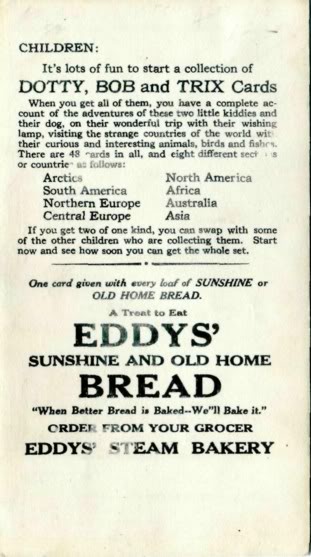 CHILDREN:
It's lots of fun to start a collection of
DOTTY, BOB and TRIX Cards
When you get all of them, you have a complete ac-
count of the adventures of these two little kiddies and
their dog, on their wonderful trip with their wishing
lamp, visiting the strange countries of the world with
their curious and interesting animals, birds and fishes.
There are 48 cards in all, and eight different sections
or countries as follows:
Arctics North America
South America Africa
Northern Europe Australia
Central Europe Asia
If you get two of one kind, you can swap with some
of the other children who are collecting them. Start
now and see how soon you can get the whole set.
One card given with every loaf of SUNSHINE or
OLD HOME BREAD.
A Treat to Eat
EDDYS'
SUNSHINE AND OLD HOME
BREAD
"When Better Bread is Baked--We"ll Bake it."
ORDER FROM YOUR GROCER
EDDYS' STEAM BAKERY